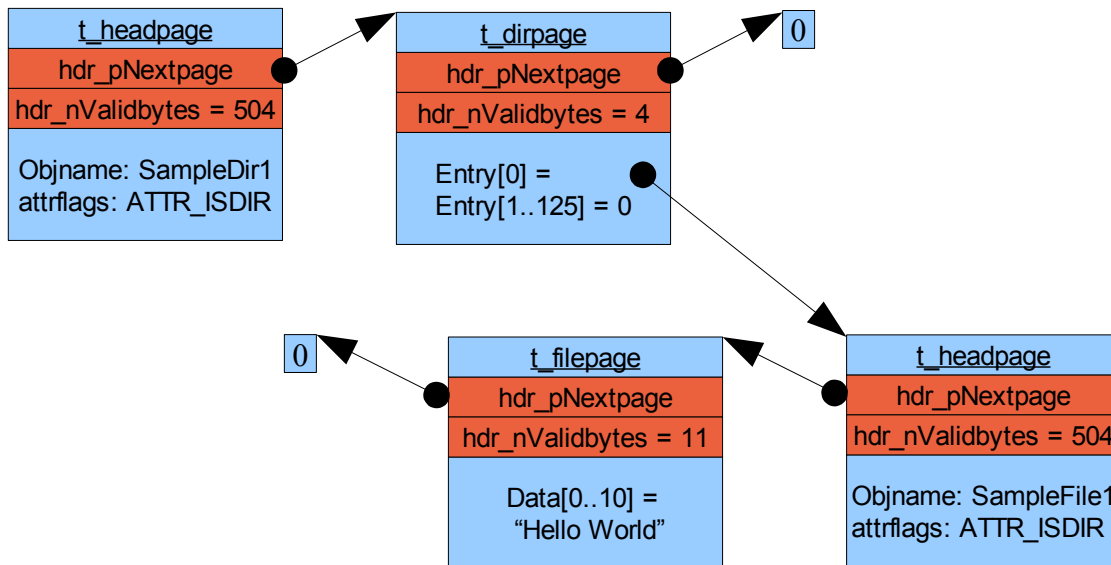 t_headpage
hdr_pNextpage
hdr_nValidbytes = 504
Objname: SampleDir1
attrflags: ATTR_ISDIR
t_dirpage
hdr_pNextpage
hdr_nValidbytes = 4
Entry[0] =
Entry[1..125] = 0
0
0
t_filepage
hdr_pNextpage
hdr_nValidbytes = 11
Data[0..10] =
“Hello World”
t_headpage
hdr_pNextpage
hdr_nValidbytes = 504
Objname: SampleFile1
attrflags: ATTR_ISDIR